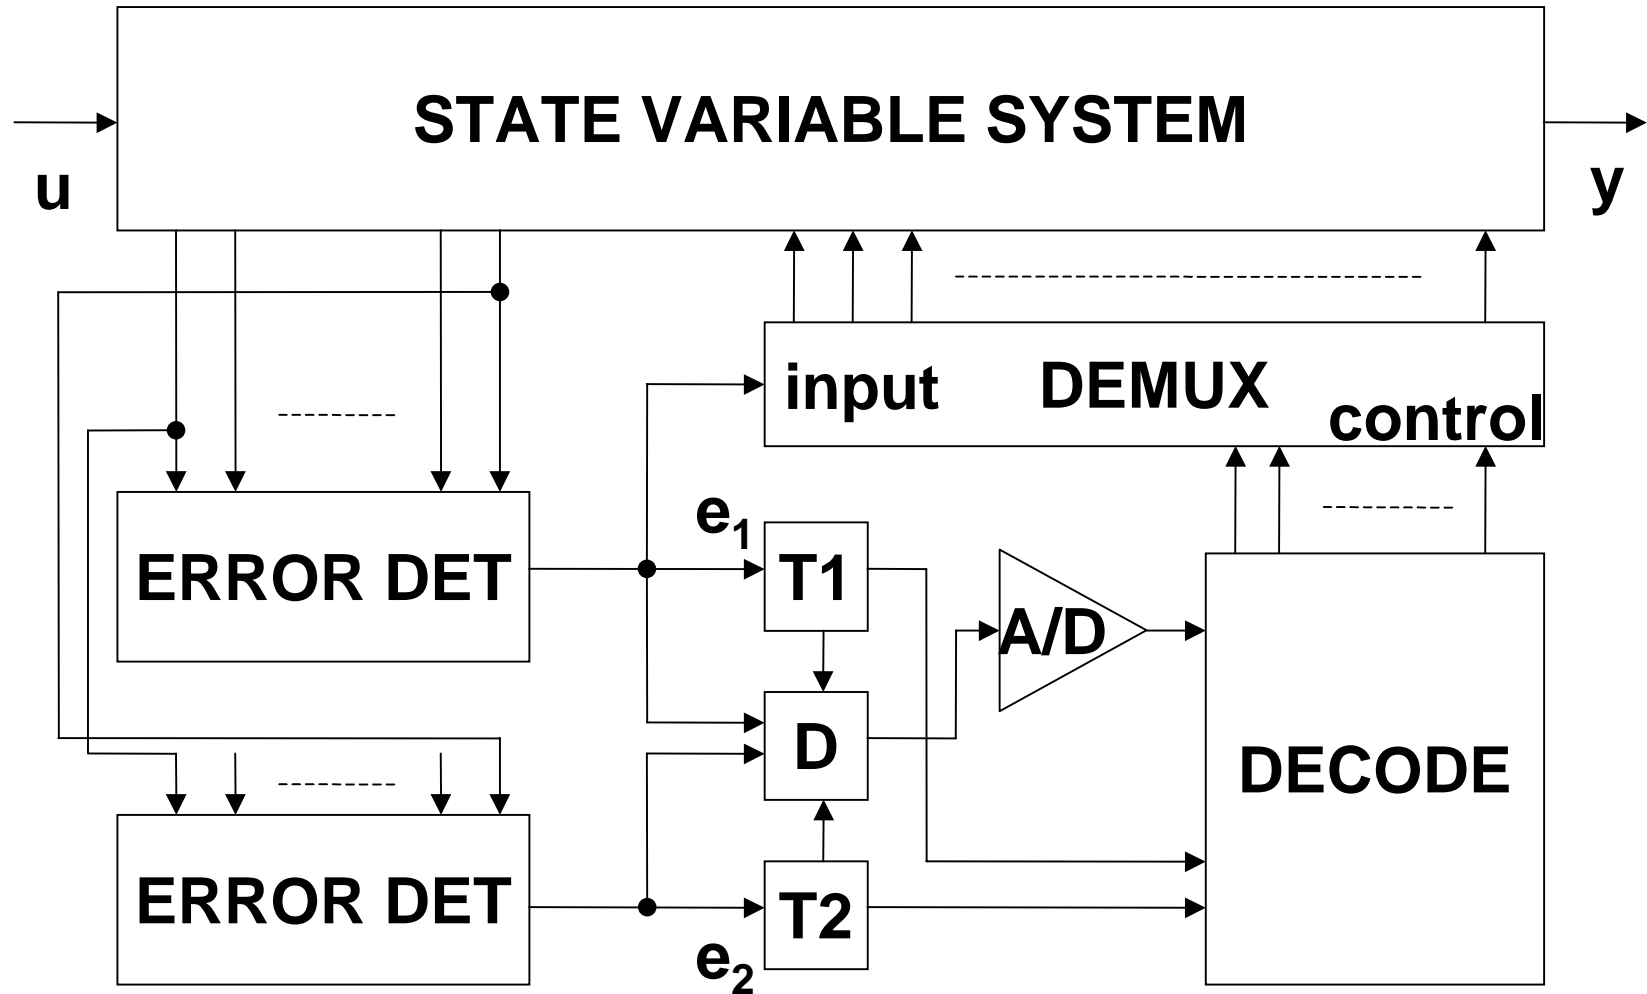 STATE VARIABLE SYSTEM
u
y
input DEMUX
control
e₁
ERROR DET
T1
A/D
D
DECODE
ERROR DET
T2
e₂